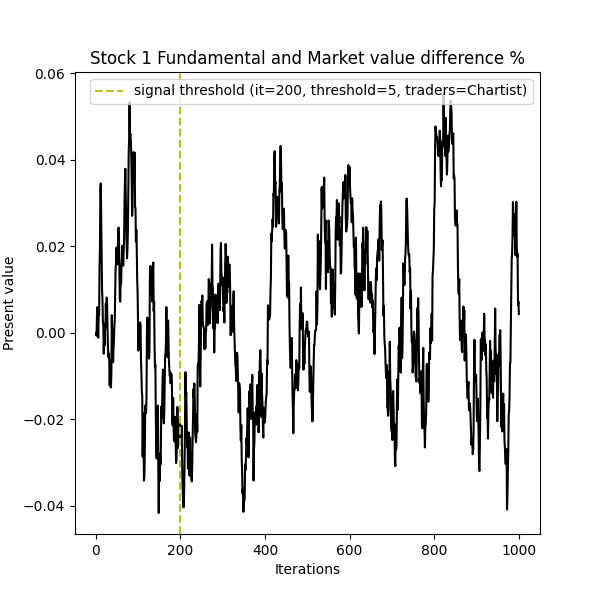 Stock 1 Fundamental and Market value difference %
signal threshold (it=200, threshold=5, traders=Chartist)
0.06
0.04
0.02
0.00
−0.02
−0.04
Present value
0 200 400 600 800 1000
Iterations